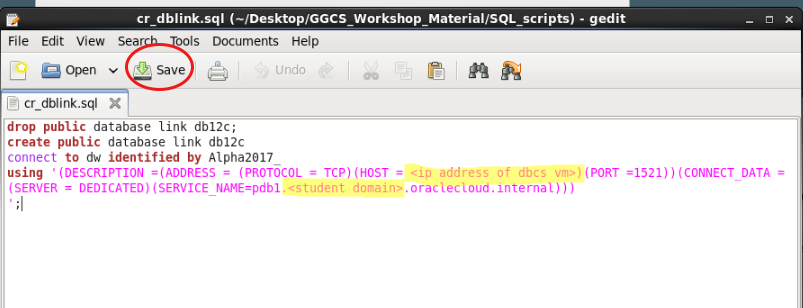 cr_dblink.sql (~/Desktop/GGCS_Workshop_Material/SQL_scripts) - gedit
File Edit View Search Tools Documents Help
Open Save Undo
cr_dblink.sql
drop public database link db12c;
create public database link db12c
connect to dw identified by Alpha2017_
using '(DESCRIPTION =(ADDRESS = (PROTOCOL = TCP)(HOST = <ip address of dbcs vm>)(PORT =1521))(CONNECT_DATA =
(SERVER = DEDICATED)(SERVICE_NAME=pdb1.<student domain>.oraclecloud.internal)))
';